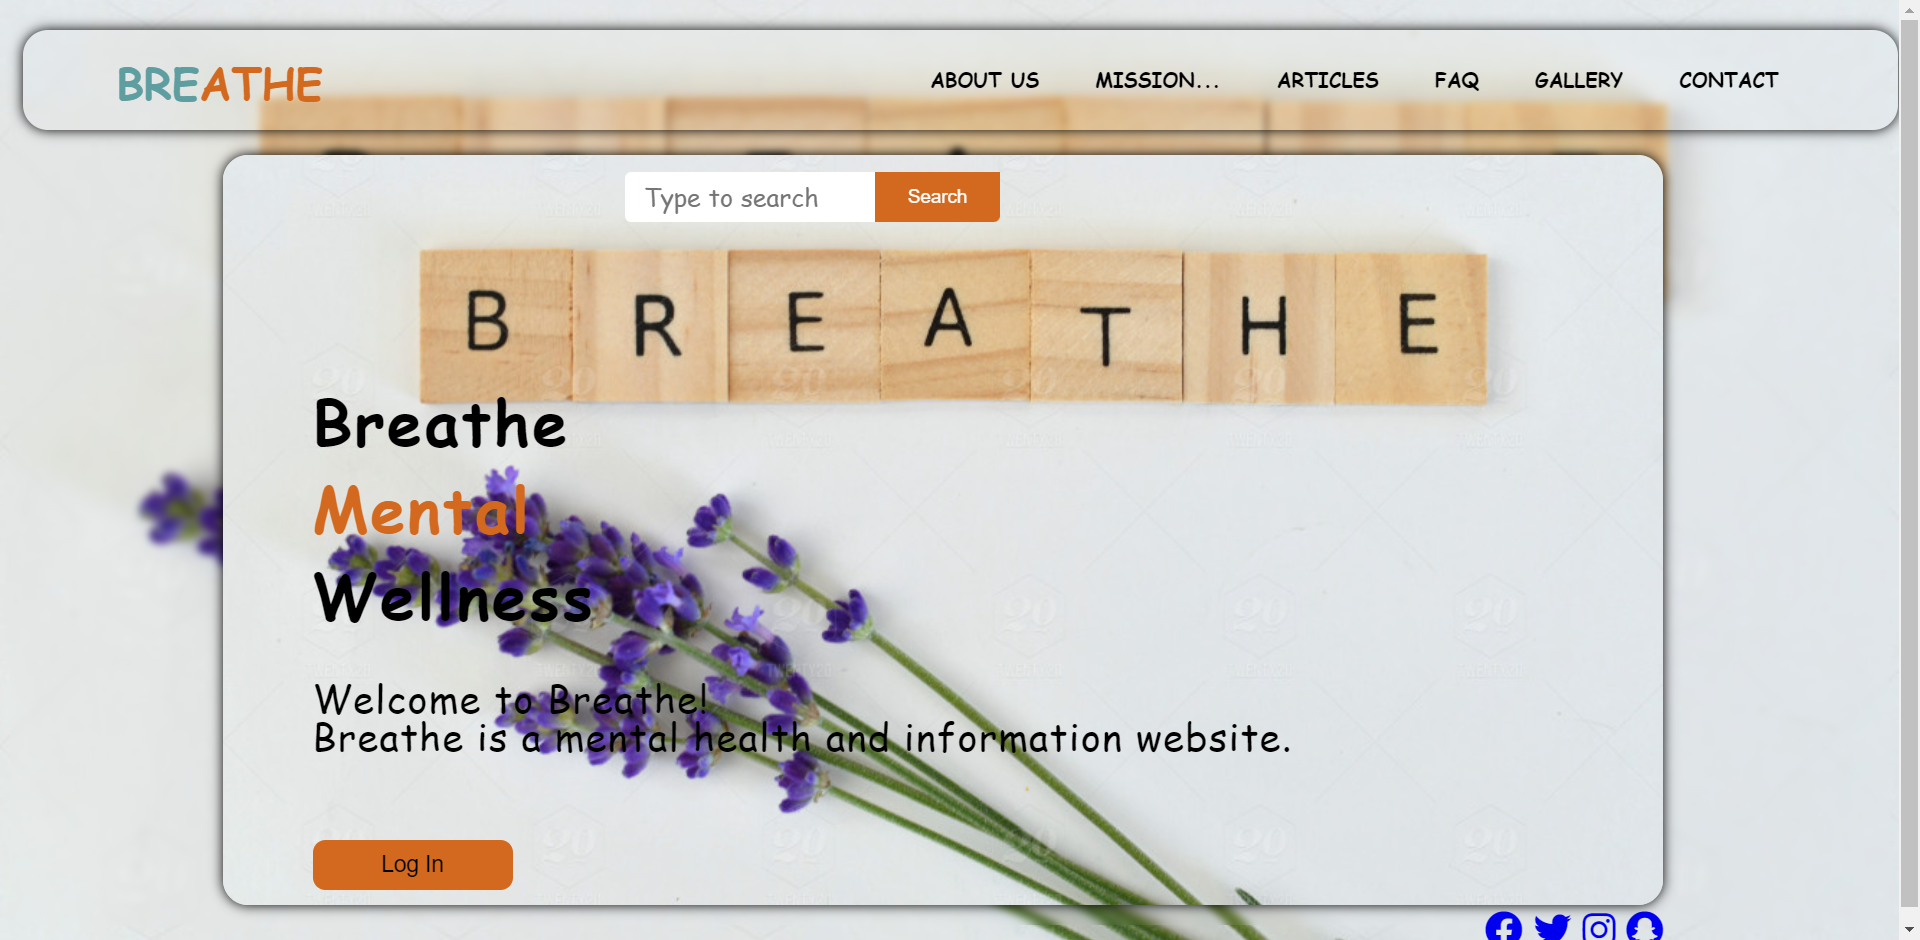 BREATHE
ABOUT US MISSION... ARTICLES FAQ GALLERY CONTACT
Type to search Search
B R E A T H E
Breathe
Mental
Wellness
Welcome to Breathe!
Breathe is a mental health and information website.
Log In